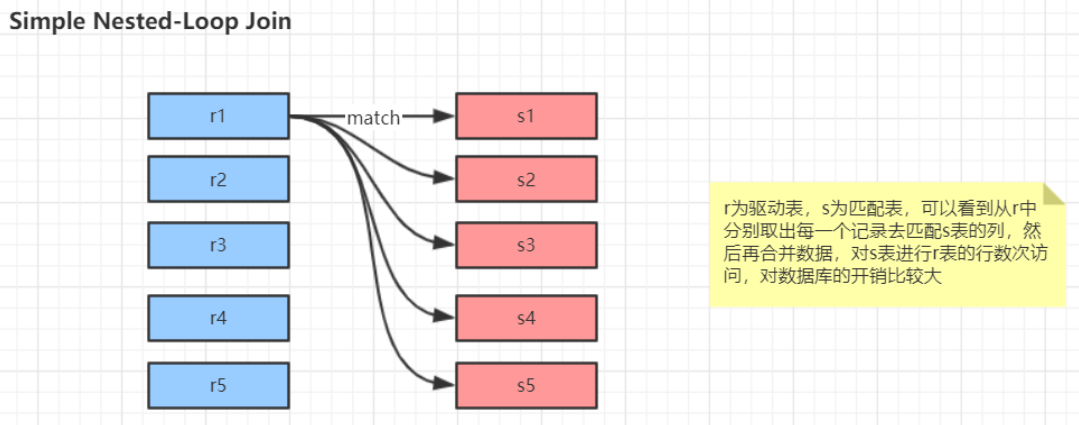 Simple Nested-Loop Join
r1
match
s1
r2
s2
r3
s3
r4
s4
r5
s5
r为驱动表，s为匹配表，可以看到从r中
分别取出每一个记录去匹配s表的列，然
后再合并数据，对s表进行r表的行数次访
问，对数据库的开销比较大